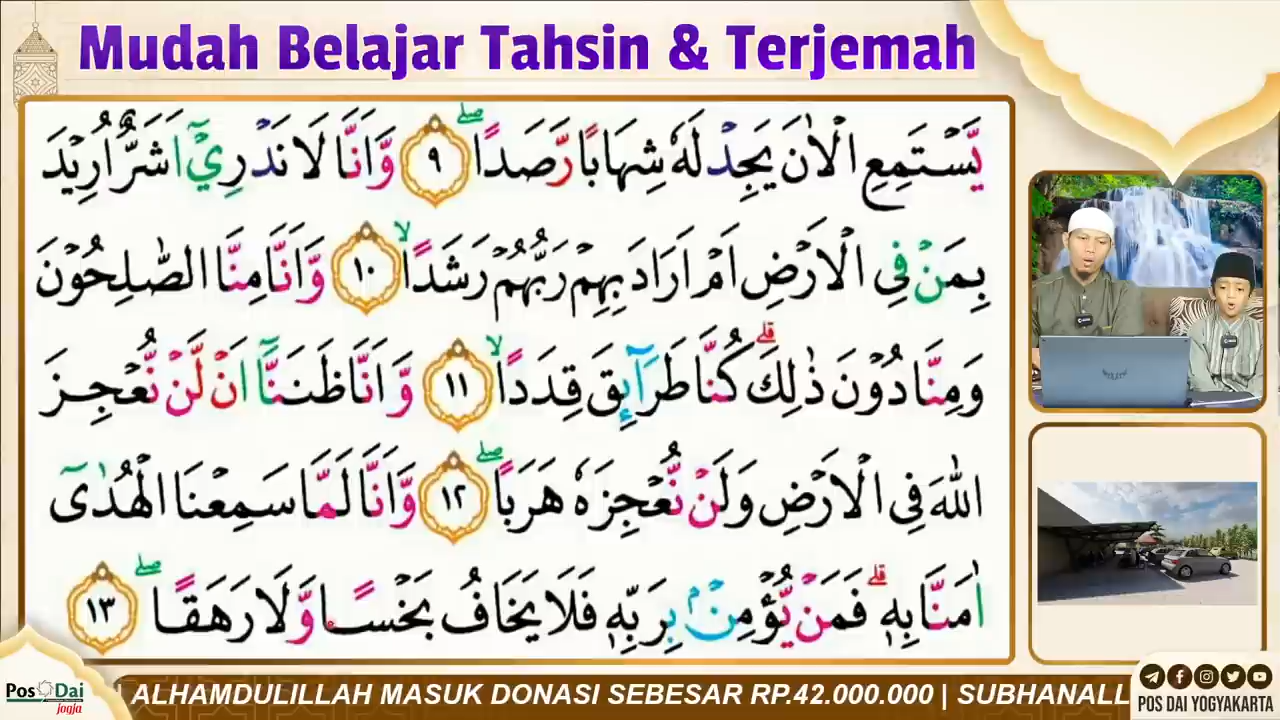 Mudah Belajar Tahsin & Terjemah
يَّسْتَمِعِ الْاٰنَ يَجِدْ لَهٗ شِهَابًا رَّصَدًاۖ ٩ وَّاَنَّا لَا نَدْرِيْٓ اَشَرٌّ اُرِيْدَ
بِمَنْ فِى الْاَرْضِ اَمْ اَرَادَ بِهِمْ رَبُّهُمْ رَشَدًاۙ ١٠ وَّاَنَّا مِنَّا الصّٰلِحُوْنَ
وَمِنَّا دُوْنَ ذٰلِكَۗ كُنَّا طَرَاۤىِٕقَ قِدَدًاۙ ١١ وَّاَنَّا ظَنَنَّآ اَنْ لَّنْ نُّعْجِزَ
اللّٰهَ فِى الْاَرْضِ وَلَنْ نُّعْجِزَهٗ هَرَبًاۖ ١٢ وَّاَنَّا لَمَّا سَمِعْنَا الْهُدٰىٓ
اٰمَنَّا بِهٖۗ فَمَنْ يُّؤْمِنْۢ بِرَبِّهٖ فَلَا يَخَافُ بَخْسًا وَّلَا رَهَقًاۖ ١٣
Pos Dai
jogja
ALHAMDULILLAH MASUK DONASI SEBESAR RP.42.000.000 | SUBHANALL
POS DAI YOGYAKARTA